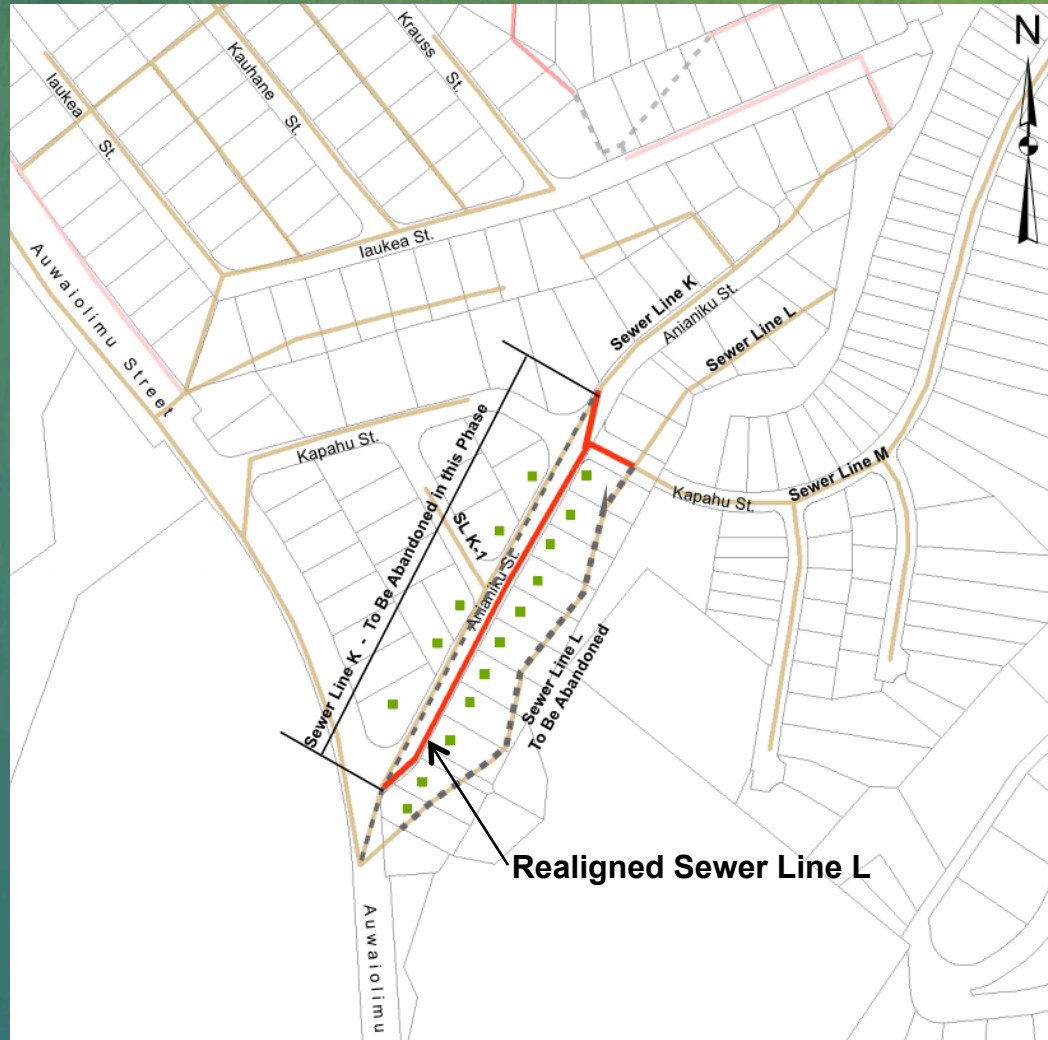 N
Krauss St.
Kauhane St.
Iaukea St.
Iaukea St.
Auwaiolimu Street
Sewer Line K
Anianiku St.
Sewer Line L
Kapahu St.
Sewer Line K - To Be Abandoned in this Phase
SL K-1
Anianiku St.
Sewer Line M
Kapahu St.
Sewer Line L
To Be Abandoned
Realigned Sewer Line L
Auwaiolimu